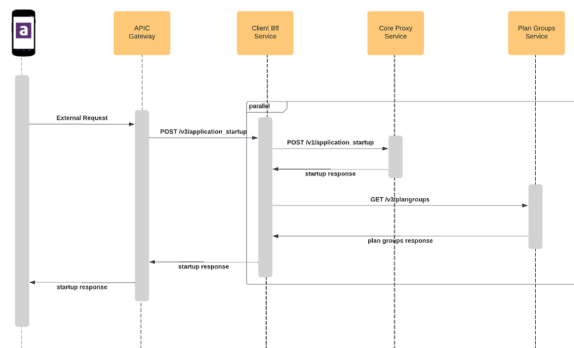 a
APIC
Gateway
Client Bff
Service
Core Proxy
Service
Plan Groups
Service
parallel
External Request
POST /v3/application_startup
POST /v1/application_startup
startup response
GET /v3/plangroups
plan groups response
startup response
startup response